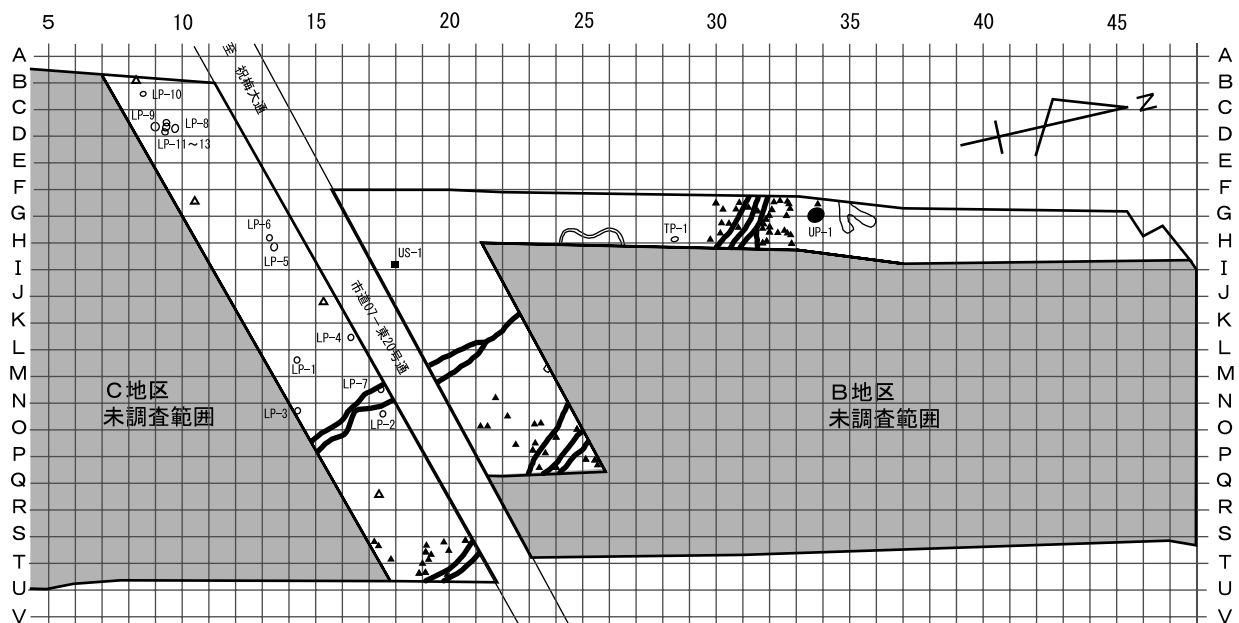 5 10 15 20 25 30 35 40 45
A A
B B
C C
D D
E E
F F
G G
H H
I I
J J
K K
L L
M M
N N
O O
P P
Q Q
R R
S S
T T
U U
V V
至 祝梅大通
N
LP-10
LP-9
LP-8
LP-11～13
LP-6
LP-5
US-1
TP-1
UP-1
市道07－東20号通
LP-4
LP-1
LP-7
LP-3
LP-2
C地区
未調査範囲
B地区
未調査範囲